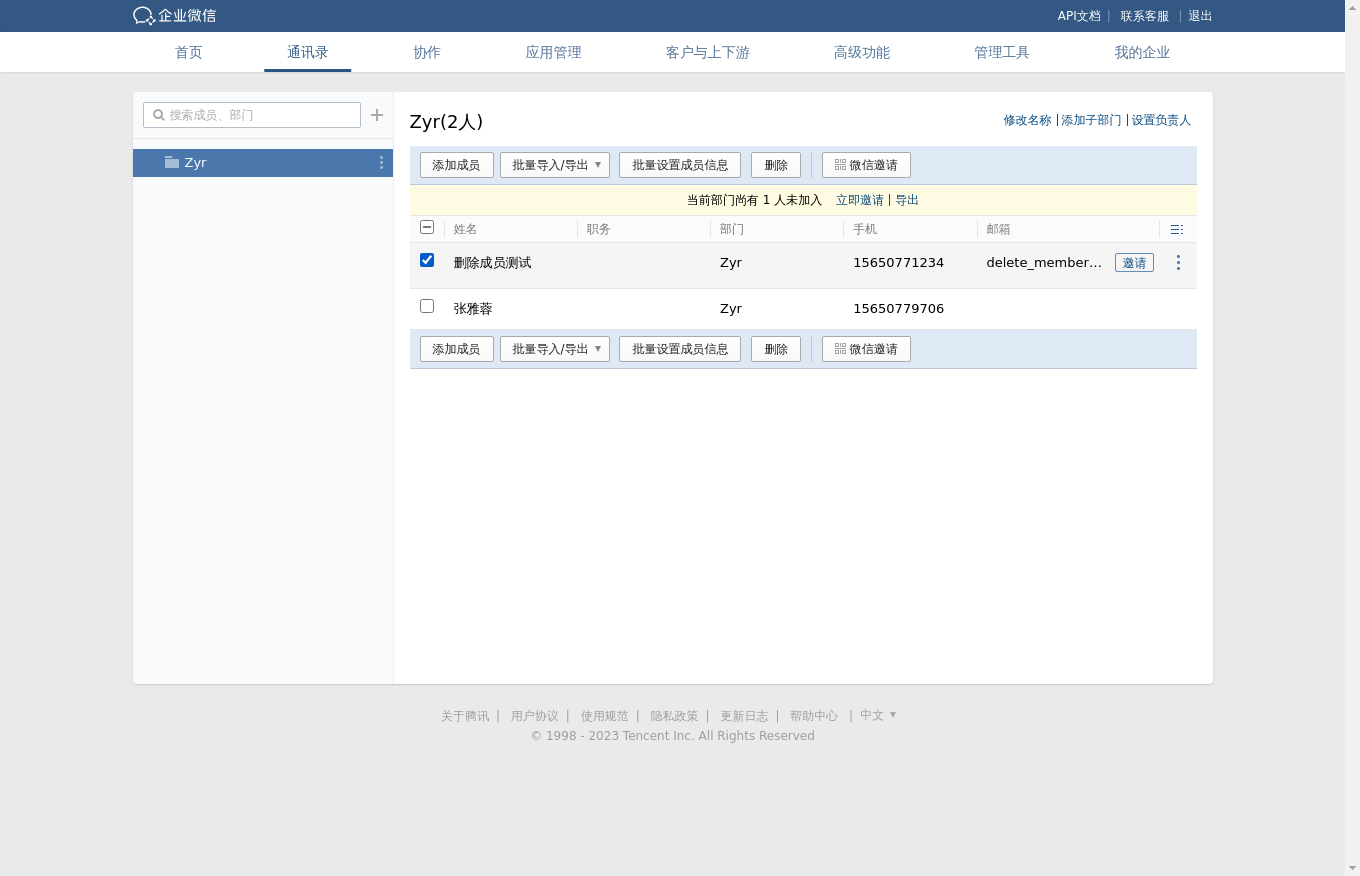 企业微信 API文档 | 联系客服 | 退出
首页 通讯录 协作 应用管理 客户与上下游 高级功能 管理工具 我的企业
搜索成员、部门
Zyr
Zyr(2人) 修改名称 | 添加子部门 | 设置负责人
添加成员 批量导入/导出 批量设置成员信息 删除 微信邀请
当前部门尚有 1 人未加入 立即邀请 | 导出
姓名 职务 部门 手机 邮箱
删除成员测试 Zyr 15650771234 delete_member... 邀请
张雅蓉 Zyr 15650779706
添加成员 批量导入/导出 批量设置成员信息 删除 微信邀请
关于腾讯 | 用户协议 | 使用规范 | 隐私政策 | 更新日志 | 帮助中心 | 中文
© 1998 - 2023 Tencent Inc. All Rights Reserved